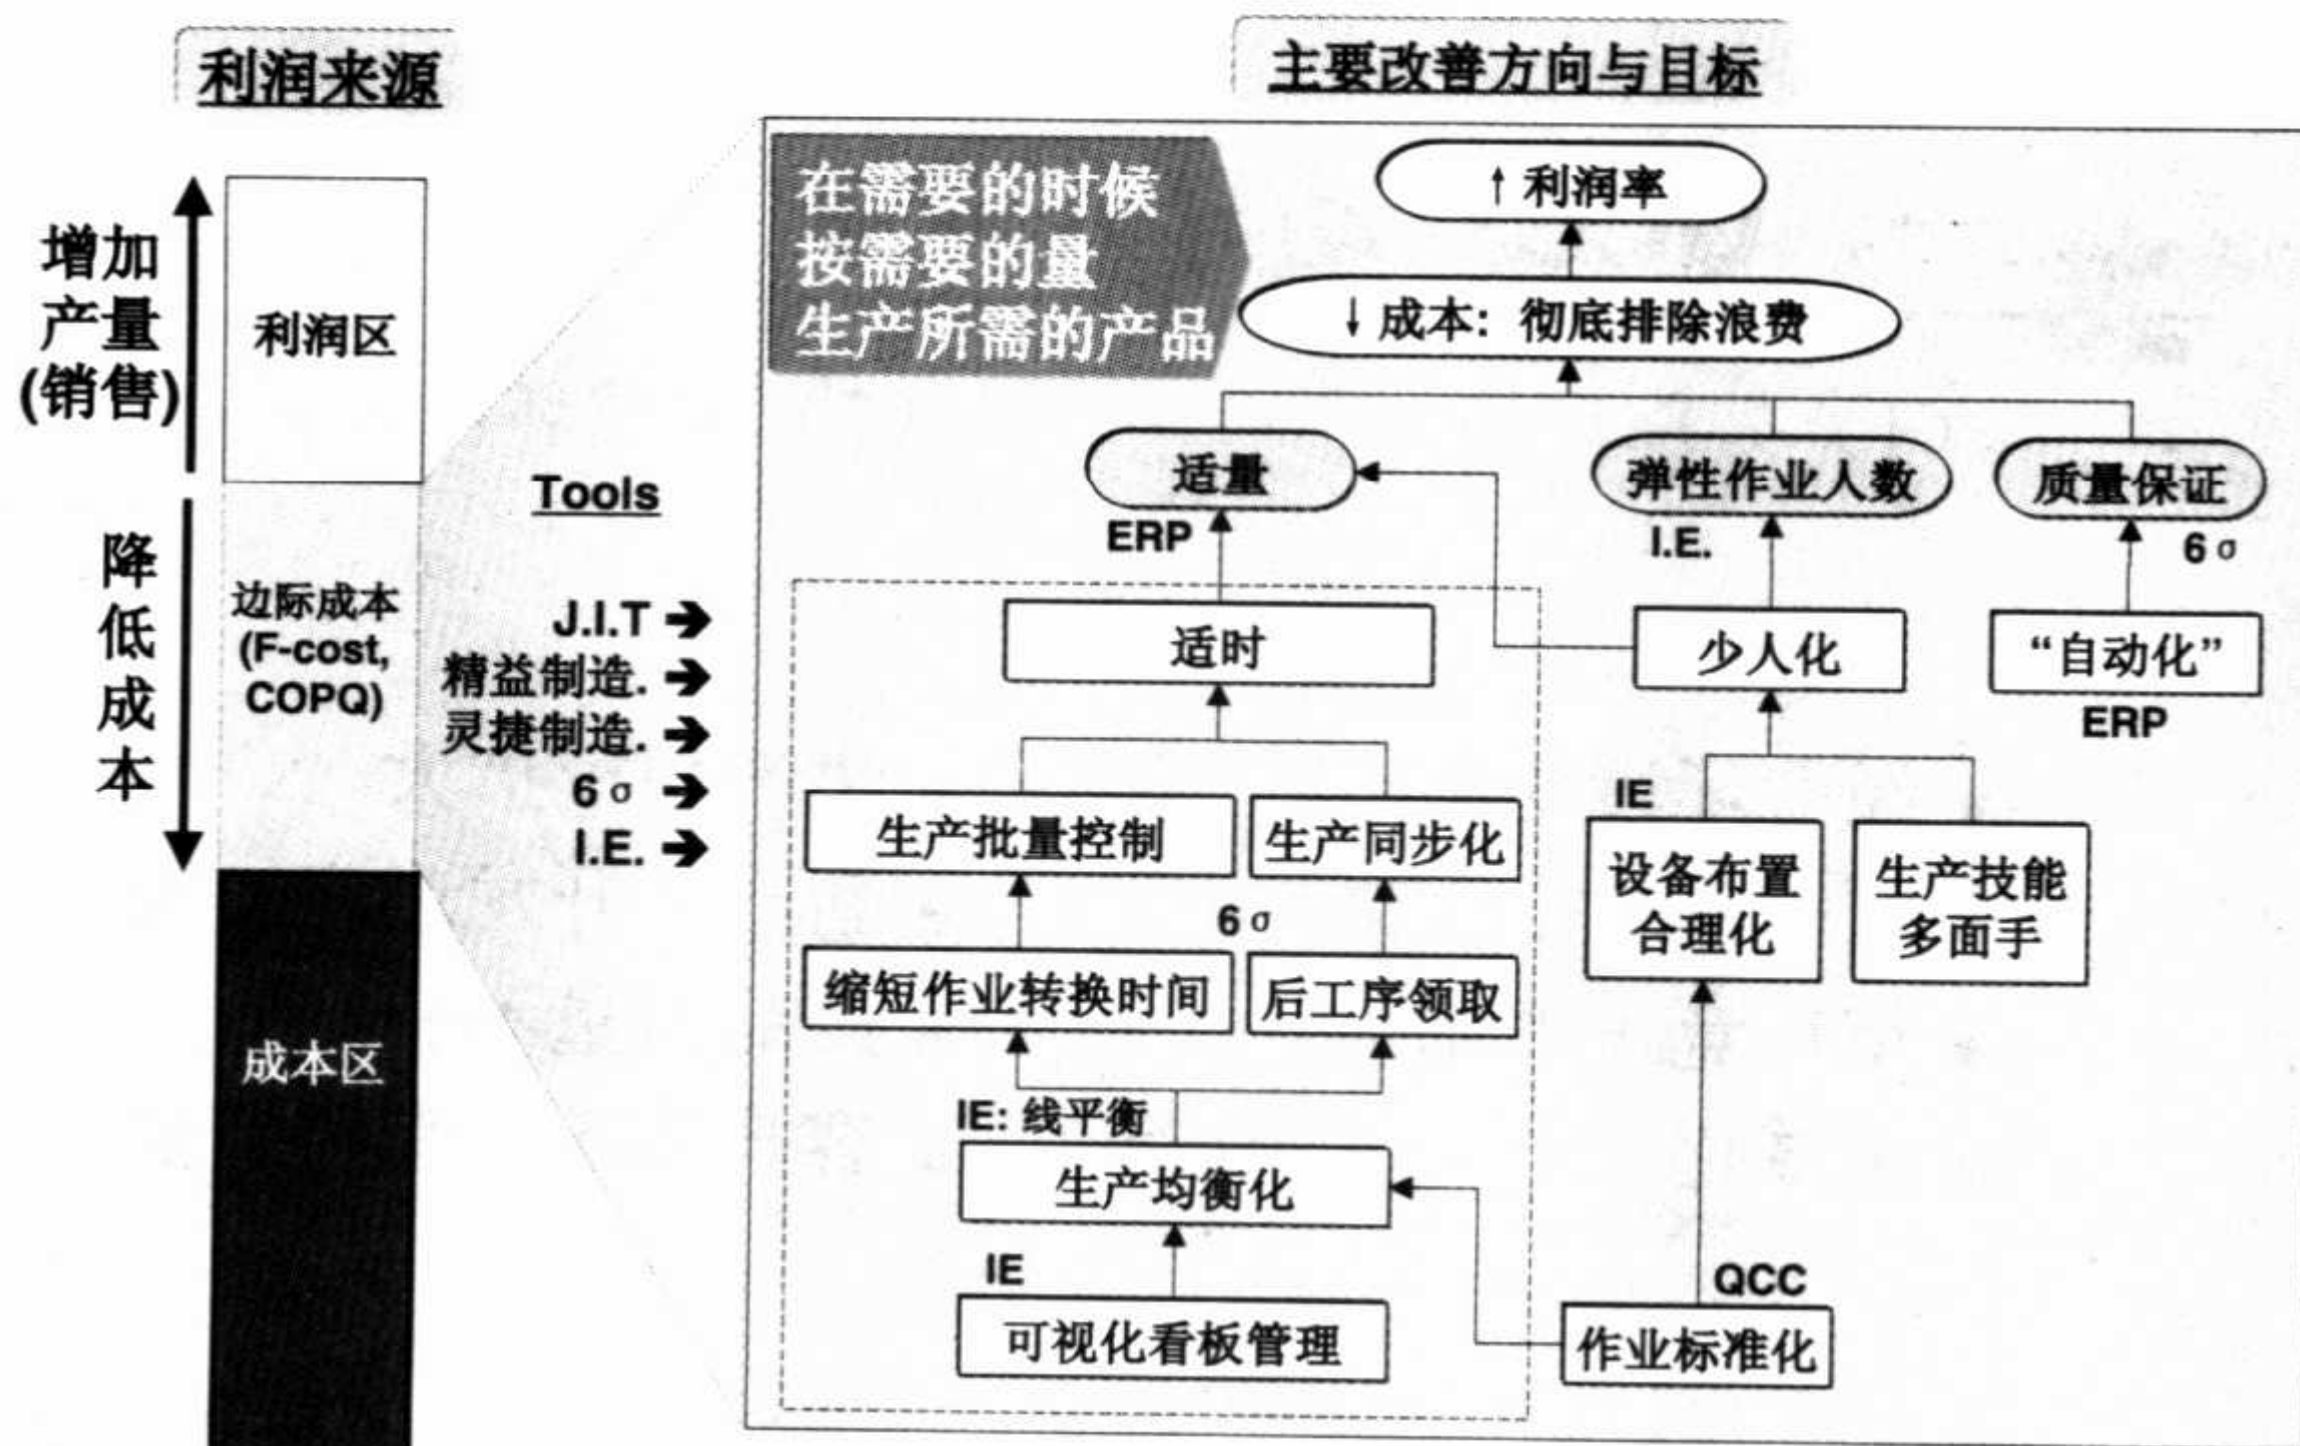 利润来源
主要改善方向与目标
增加
产量
(销售)
利润区
降
低
成
本
边际成本
(F-cost,
COPQ)
成本区
Tools
J.I.T
精益制造.
灵捷制造.
6σ
I.E.
在需要的时候
按需要的量
生产所需的产品
↑利润率
↓成本: 彻底排除浪费
适量
弹性作业人数
质量保证
ERP
I.E.
6σ
适时
少人化
“自动化”
ERP
IE
生产批量控制
生产同步化
设备布置
合理化
生产技能
多面手
6σ
缩短作业转换时间
后工序领取
IE: 线平衡
生产均衡化
IE
QCC
可视化看板管理
作业标准化